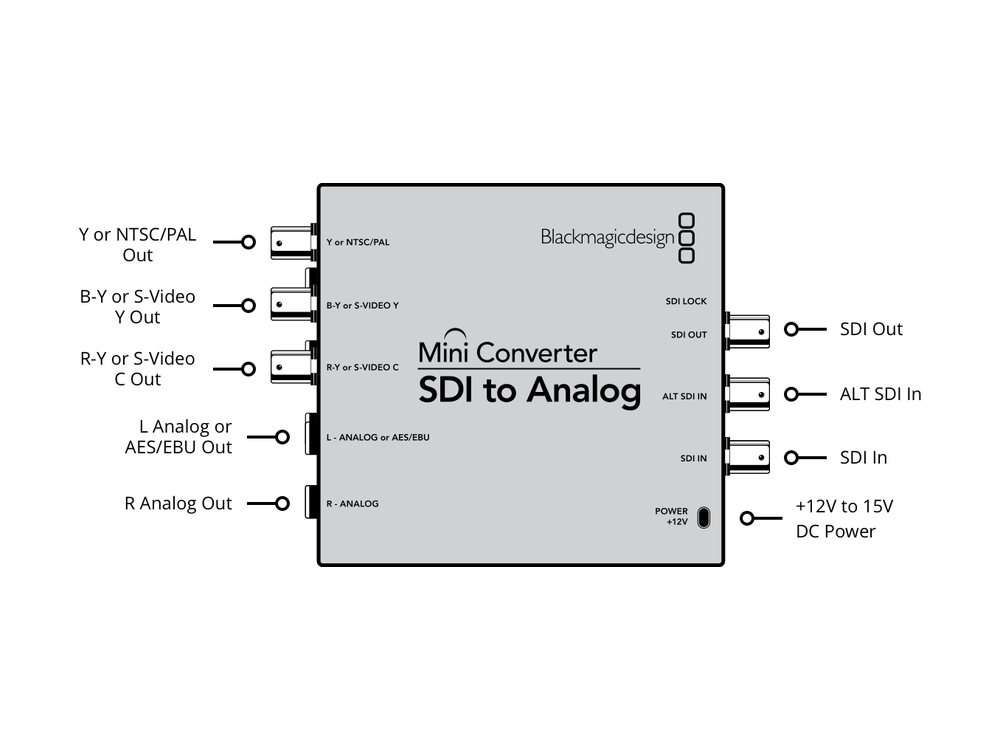 Y or NTSC/PAL
Out
B-Y or S-Video
Y Out
R-Y or S-Video
C Out
L Analog or
AES/EBU Out
R Analog Out
Y or NTSC/PAL
B-Y or S-VIDEO Y
R-Y or S-VIDEO C
L - ANALOG or AES/EBU
R - ANALOG
Blackmagicdesign
Mini Converter
SDI to Analog
SDI LOCK
SDI OUT
ALT SDI IN
SDI IN
POWER
+12V
SDI Out
ALT SDI In
SDI In
+12V to 15V
DC Power